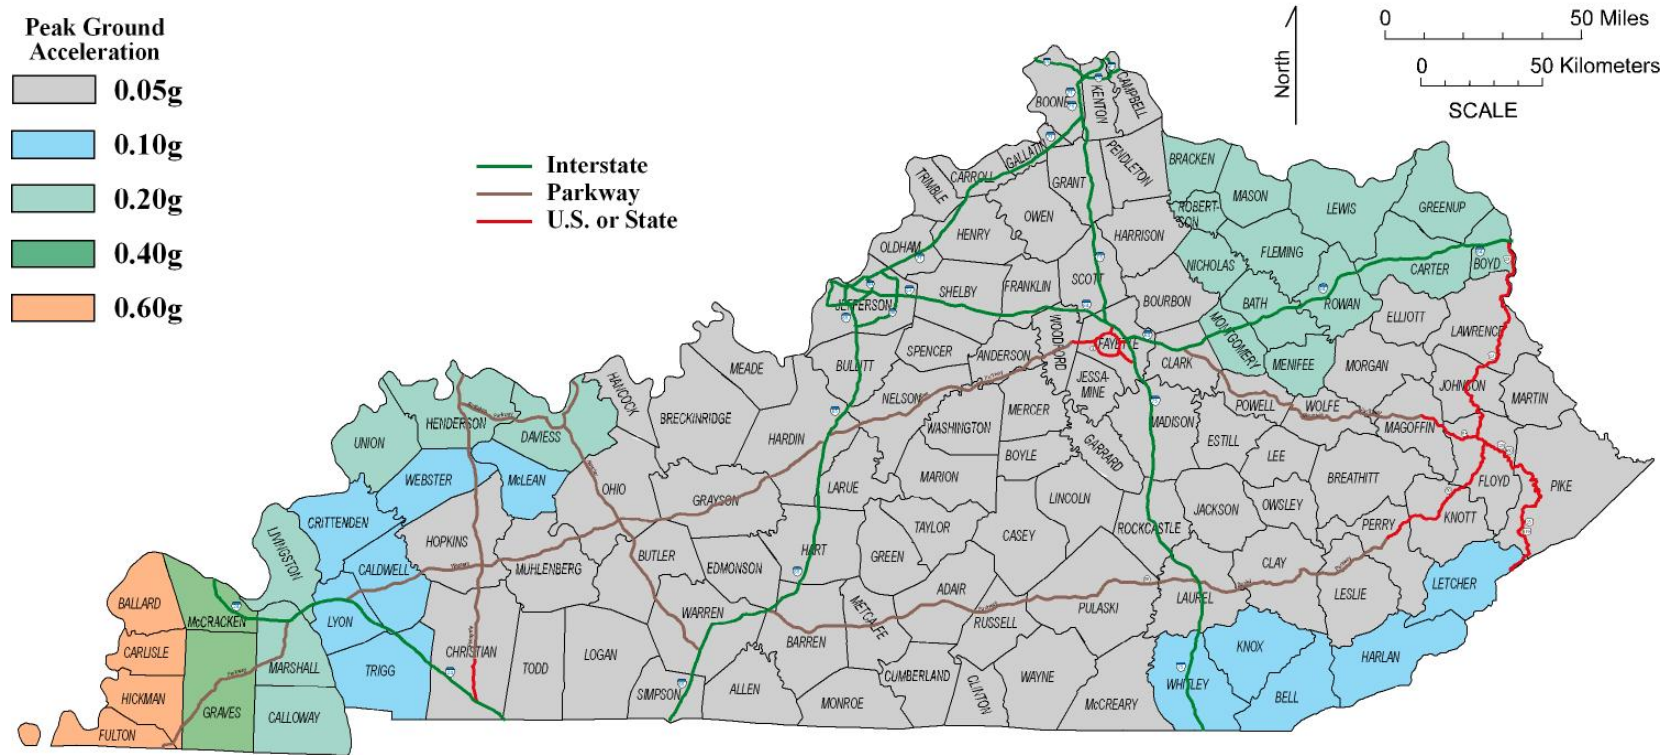 Peak Ground
Acceleration
0.05g
0.10g
0.20g
0.40g
0.60g
Interstate
Parkway
U.S. or State
North
0 50 Miles
0 50 Kilometers
SCALE
BOONE
KENTON
CAMPBELL
GALLATIN
CARROLL
TRIMBLE
GRANT
PENDLETON
BRACKEN
MASON
ROBERT-
SON
LEWIS
GREENUP
OWEN
HENRY
OLDHAM
HARRISON
NICHOLAS
FLEMING
CARTER
BOYD
JEFFERSON
SHELBY
FRANKLIN
SCOTT
BOURBON
BATH
ROWAN
ELLIOTT
LAWRENCE
MONTGOMERY
MENIFEE
MORGAN
JOHNSON
MARTIN
BULLITT
SPENCER
ANDERSON
WOODFORD
FAYETTE
CLARK
JESSA-
MINE
MEADE
HANCOCK
BRECKINRIDGE
NELSON
MERCER
WASHINGTON
MADISON
POWELL
WOLFE
MAGOFFIN
HENDERSON
DAVIESS
UNION
HARDIN
BOYLE
GARRARD
ESTILL
LEE
BREATHITT
FLOYD
PIKE
WEBSTER
McLEAN
OHIO
GRAYSON
LARUE
MARION
LINCOLN
JACKSON
OWSLEY
PERRY
KNOTT
CRITTENDEN
HOPKINS
BUTLER
EDMONSON
HART
GREEN
TAYLOR
CASEY
ROCKCASTLE
CLAY
LIVINGSTON
CALDWELL
MUHLENBERG
ADAIR
PULASKI
LAUREL
LESLIE
LETCHER
BALLARD
McCRACKEN
LYON
WARREN
BARREN
METCALFE
RUSSELL
KNOX
HARLAN
CARLISLE
MARSHALL
TRIGG
CHRISTIAN
TODD
LOGAN
SIMPSON
ALLEN
MONROE
CUMBERLAND
CLINTON
WAYNE
McCREARY
WHITLEY
BELL
HICKMAN
GRAVES
CALLOWAY
FULTON